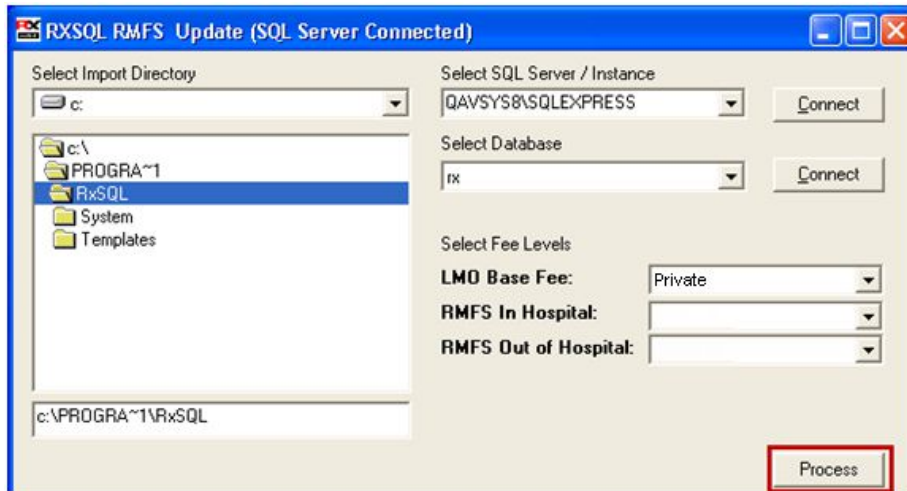 RXSQL RMFS Update (SQL Server Connected)
Select Import Directory
c:
c:\
PROGRA~1
RxSQL
System
Templates
c:\PROGRA~1\RxSQL
Select SQL Server / Instance
QAVSYS8\SQLEXPRESS
Connect
Select Database
rx
Connect
Select Fee Levels
LMO Base Fee:
Private
RMFS In Hospital:
RMFS Out of Hospital:
Process